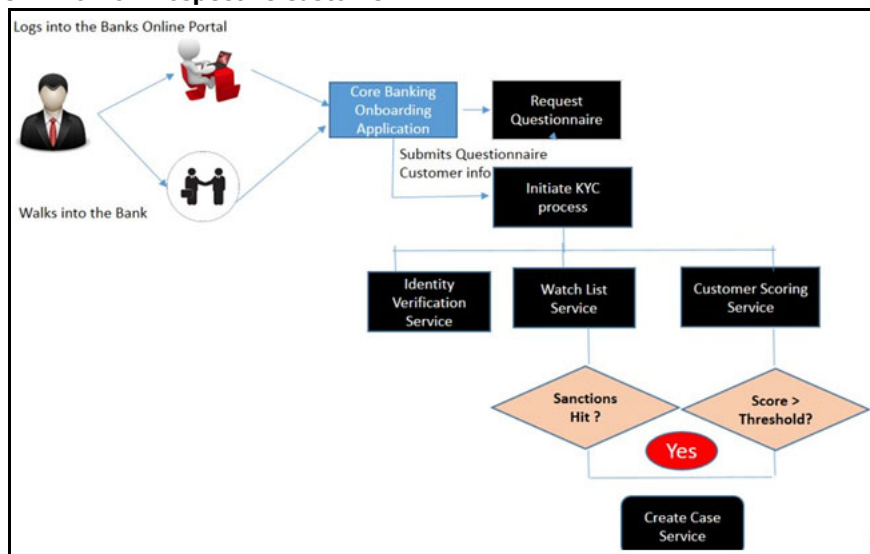 Logs into the Banks Online Portal
Core Banking
Onboarding
Application
Request
Questionnaire
Submits Questionnaire
Customer info
Walks into the Bank
Initiate KYC
process
Identity
Verification
Service
Watch List
Service
Customer Scoring
Service
Sanctions
Hit ?
Score >
Threshold?
Yes
Create Case
Service